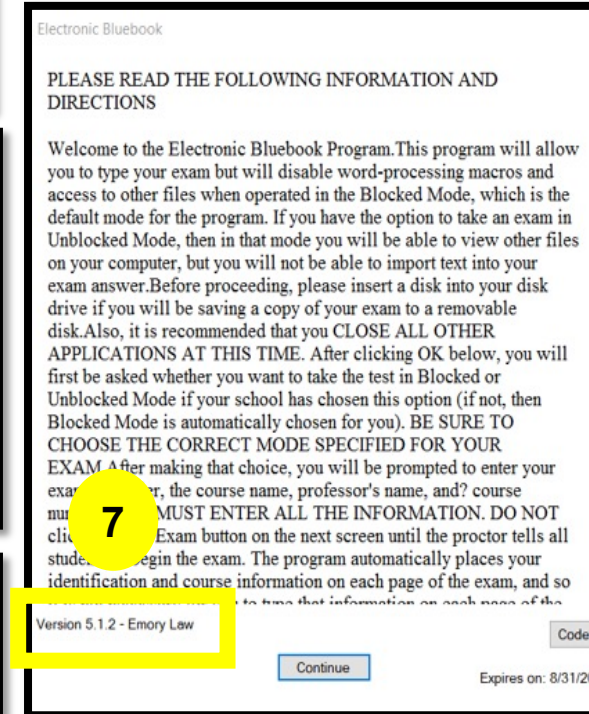 Electronic Bluebook
PLEASE READ THE FOLLOWING INFORMATION AND
DIRECTIONS
Welcome to the Electronic Bluebook Program.This program will allow
you to type your exam but will disable word-processing macros and
access to other files when operated in the Blocked Mode, which is the
default mode for the program. If you have the option to take an exam in
Unblocked Mode, then in that mode you will be able to view other files
on your computer, but you will not be able to import text into your
exam answer.Before proceeding, please insert a disk into your disk
drive if you will be saving a copy of your exam to a removable
disk.Also, it is recommended that you CLOSE ALL OTHER
APPLICATIONS AT THIS TIME. After clicking OK below, you will
first be asked whether you want to take the test in Blocked or
Unblocked Mode if your school has chosen this option (if not, then
Blocked Mode is automatically chosen for you). BE SURE TO
CHOOSE THE CORRECT MODE SPECIFIED FOR YOUR
EXAM After making that choice, you will be prompted to enter your
the course name, professor's name, and? course
MUST ENTER ALL THE INFORMATION. DO NOT
Exam button on the next screen until the proctor tells all
egin the exam. The program automatically places your
identification and course information on each page of the exam, and so
to type that information on each page of the
7
Version 5.1.2 - Emory Law
Code
Continue
Expires on: 8/31/20